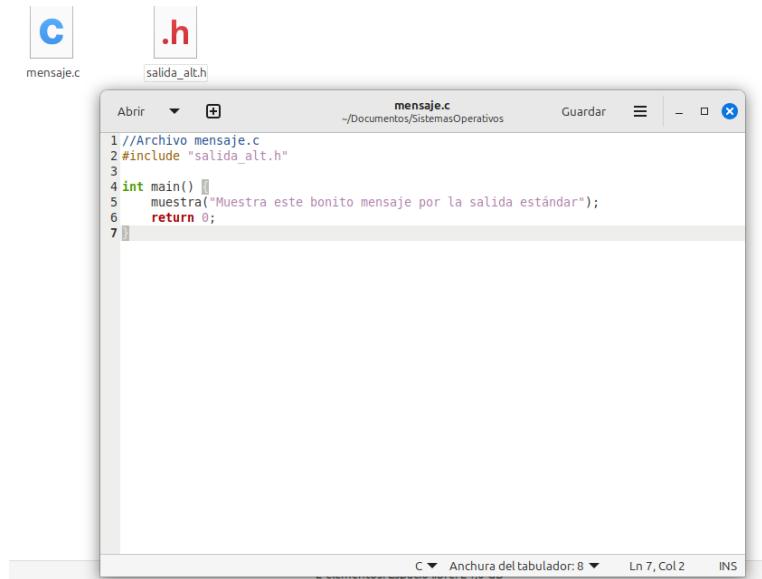 C
.h
mensaje.c
salida_alt.h
Abrir
mensaje.c
~/Documentos/SistemasOperativos
Guardar
1 //Archivo mensaje.c
2 #include "salida_alt.h"
3
4 int main() {
5     muestra("Muestra este bonito mensaje por la salida estándar");
6     return 0;
7 }
C
Anchura del tabulador: 8
Ln 7, Col 2
INS